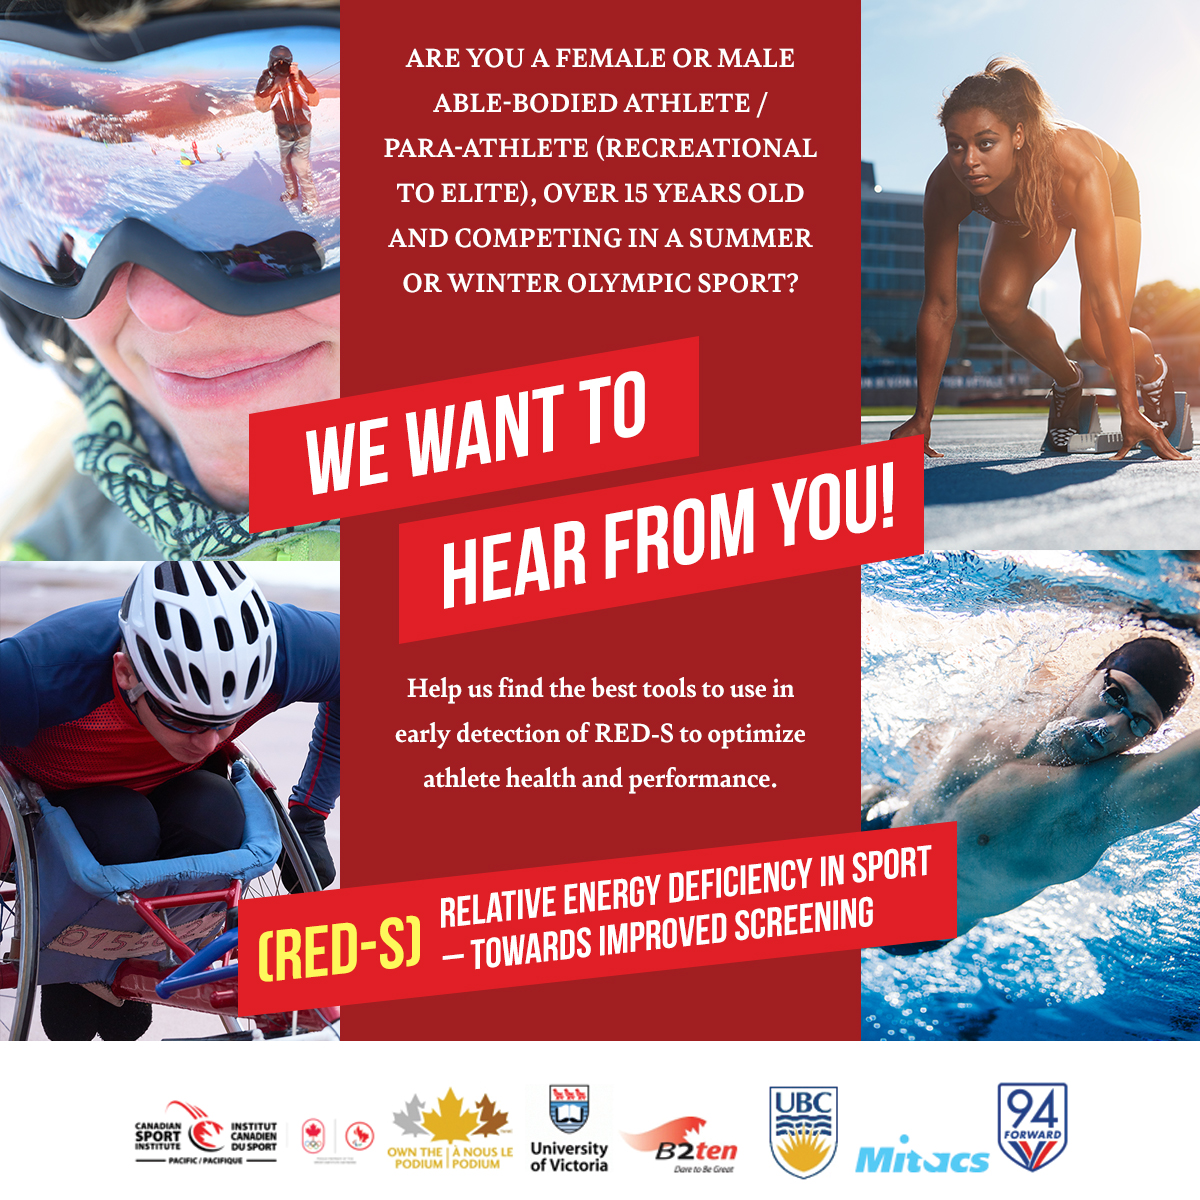 ARE YOU A FEMALE OR MALE
ABLE-BODIED ATHLETE /
PARA-ATHLETE (RECREATIONAL
TO ELITE), OVER 15 YEARS OLD
AND COMPETING IN A SUMMER
OR WINTER OLYMPIC SPORT?
WE WANT TO
HEAR FROM YOU!
Help us find the best tools to use in
early detection of RED-S to optimize
athlete health and performance.
(RED-S)
RELATIVE ENERGY DEFICIENCY IN SPORT
– TOWARDS IMPROVED SCREENING
CANADIAN
SPORT
INSTITUTE
INSTITUT
CANADIEN
DU SPORT
PACIFIC / PACIFIQUE
OWN THE
PODIUM
À NOUS LE
PODIUM
University
of Victoria
B2ten
Dare to Be Great
UBC
Mitacs
94
FORWARD